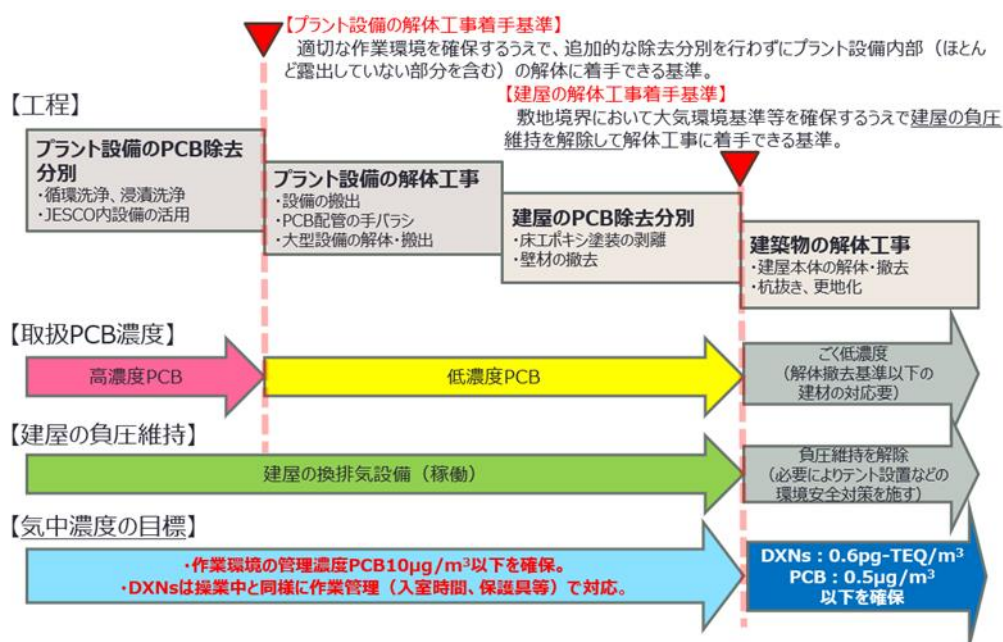 【プラント設備の解体工事着手基準】
適切な作業環境を確保するうえで、追加的な除去分別を行わずにプラント設備内部（ほとん
ど露出していない部分を含む）の解体に着手できる基準。
【建屋の解体工事着手基準】
敷地境界において大気環境基準等を確保するうえで建屋の負圧
維持を解除して解体工事に着手できる基準。
【工程】
プラント設備のPCB除去
分別
・循環洗浄、浸漬洗浄
・JESCO内設備の活用
プラント設備の解体工事
・設備の搬出
・PCB配管の手バラシ
・大型設備の解体・搬出
建屋のPCB除去分別
・床エポキシ塗装の剥離
・壁材の撤去
建築物の解体工事
・建屋本体の解体・撤去
・杭抜き、更地化
【取扱PCB濃度】
高濃度PCB
低濃度PCB
ごく低濃度
（解体撤去基準以下の
建材の対応要）
【建屋の負圧維持】
建屋の換排気設備（稼働）
負圧維持を解除
（必要によりテント設置などの
環境安全対策を施す）
【気中濃度の目標】
・作業環境の管理濃度PCB10μg/m³以下を確保。
・DXNsは操業中と同様に作業管理（入室時間、保護具等）で対応。
DXNs：0.6pg-TEQ/m³
PCB：0.5μg/m³
以下を確保